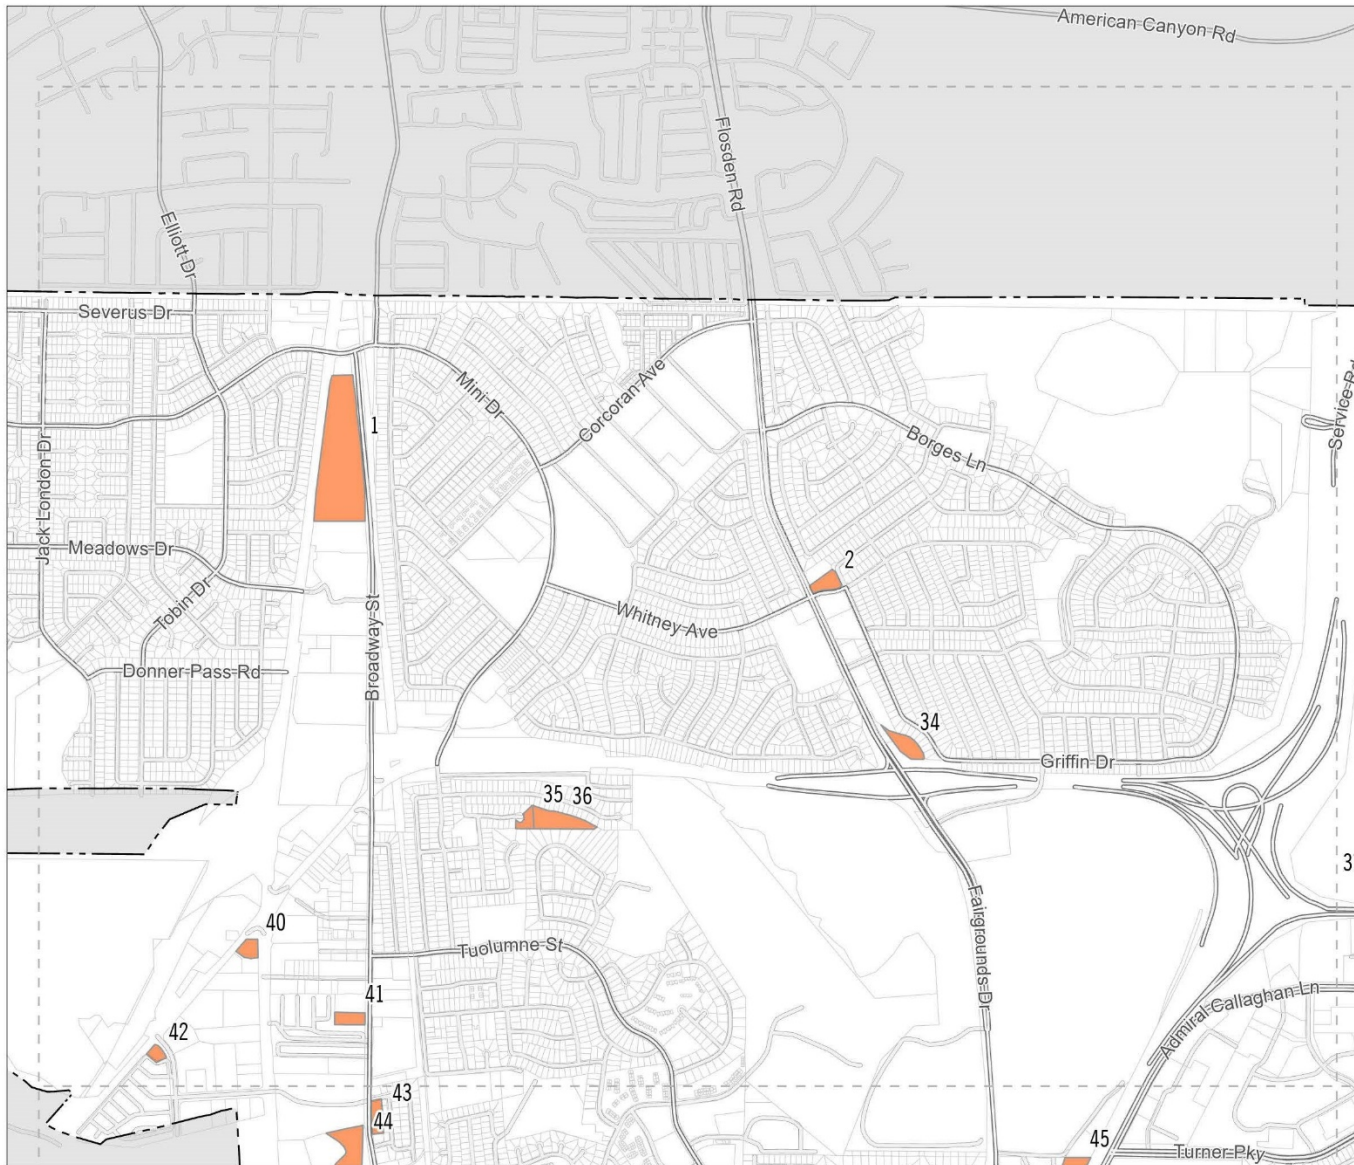 American Canyon Rd
Flosden Rd
Elliott Dr
Severus Dr
Mini Dr
Corcoran Ave
Service Rd
1
Borges Ln
Jack London Dr
Meadows Dr
2
Tobin Dr
Whitney Ave
Broadway St
Donner Pass Rd
34
Griffin Dr
35 36
3
40
Tuolumne St
Fairgrounds Dr
41
Admiral Callaghan Ln
42
43
44
45
Turner Pky